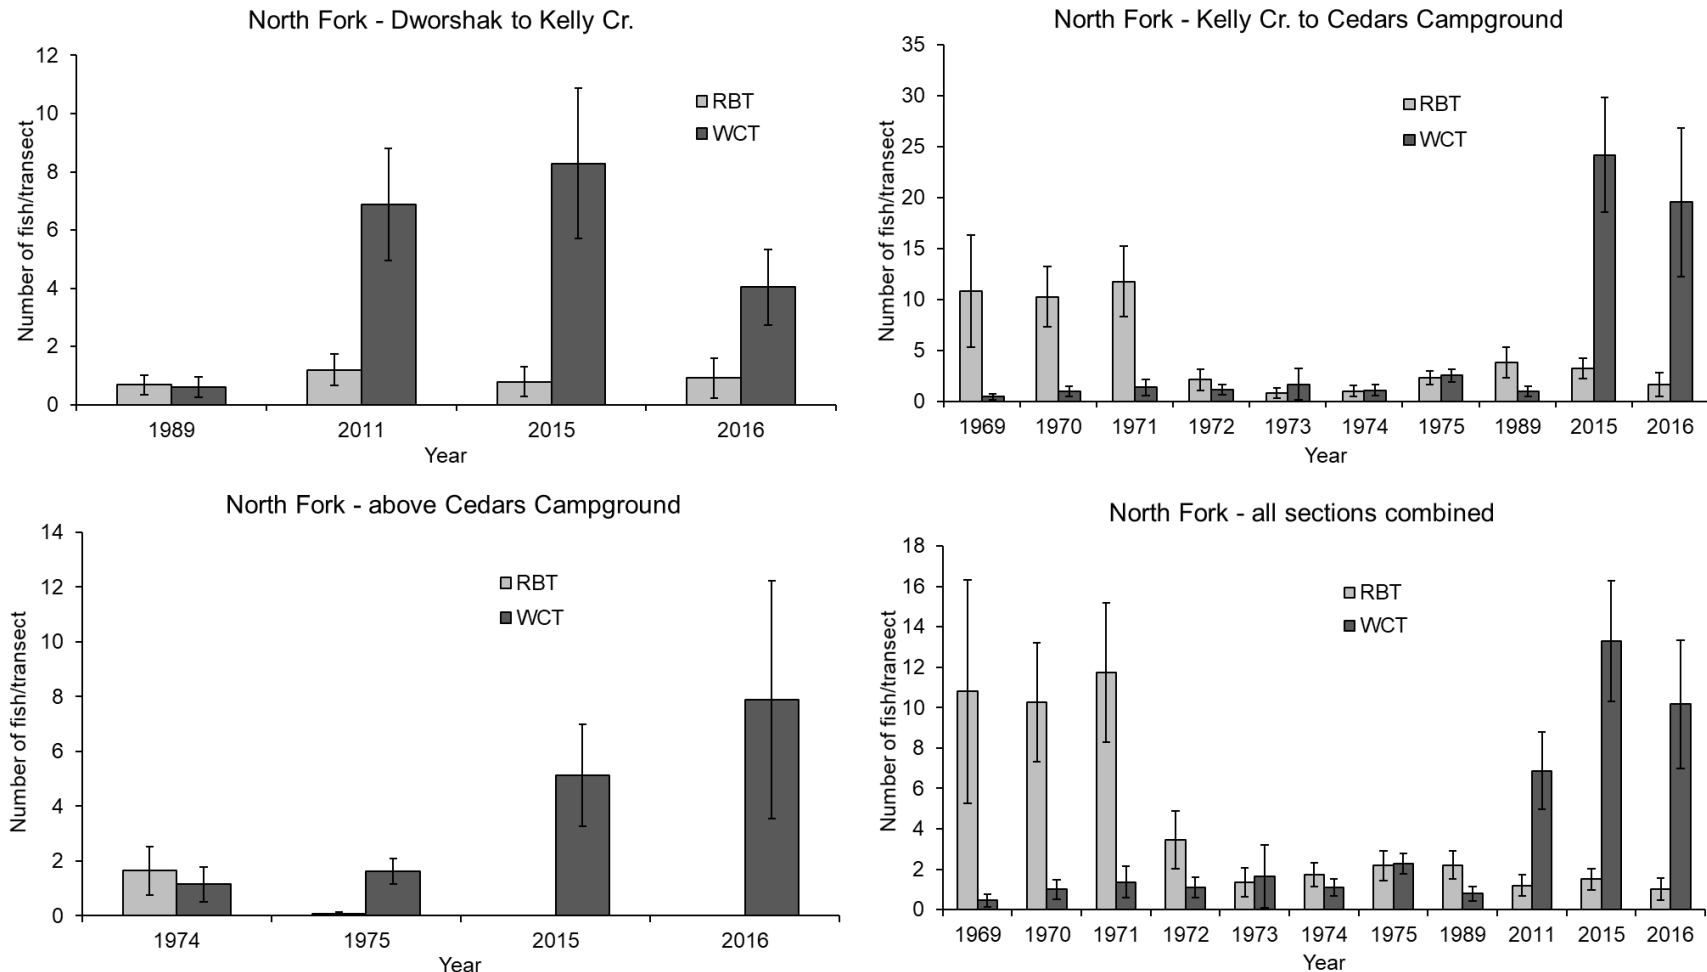 North Fork - Dworshak to Kelly Cr.
Number of fish/transect
12
10
8
6
4
2
0
RBT
WCT
1989 2011 2015 2016
Year
North Fork - Kelly Cr. to Cedars Campground
Number of fish/transect
35
30
25
20
15
10
5
0
RBT
WCT
1969 1970 1971 1972 1973 1974 1975 1989 2015 2016
Year
North Fork - above Cedars Campground
Number of fish/transect
14
12
10
8
6
4
2
0
RBT
WCT
1974 1975 2015 2016
Year
North Fork - all sections combined
Number of fish/transect
18
16
14
12
10
8
6
4
2
0
RBT
WCT
1969 1970 1971 1972 1973 1974 1975 1989 2011 2015 2016
Year